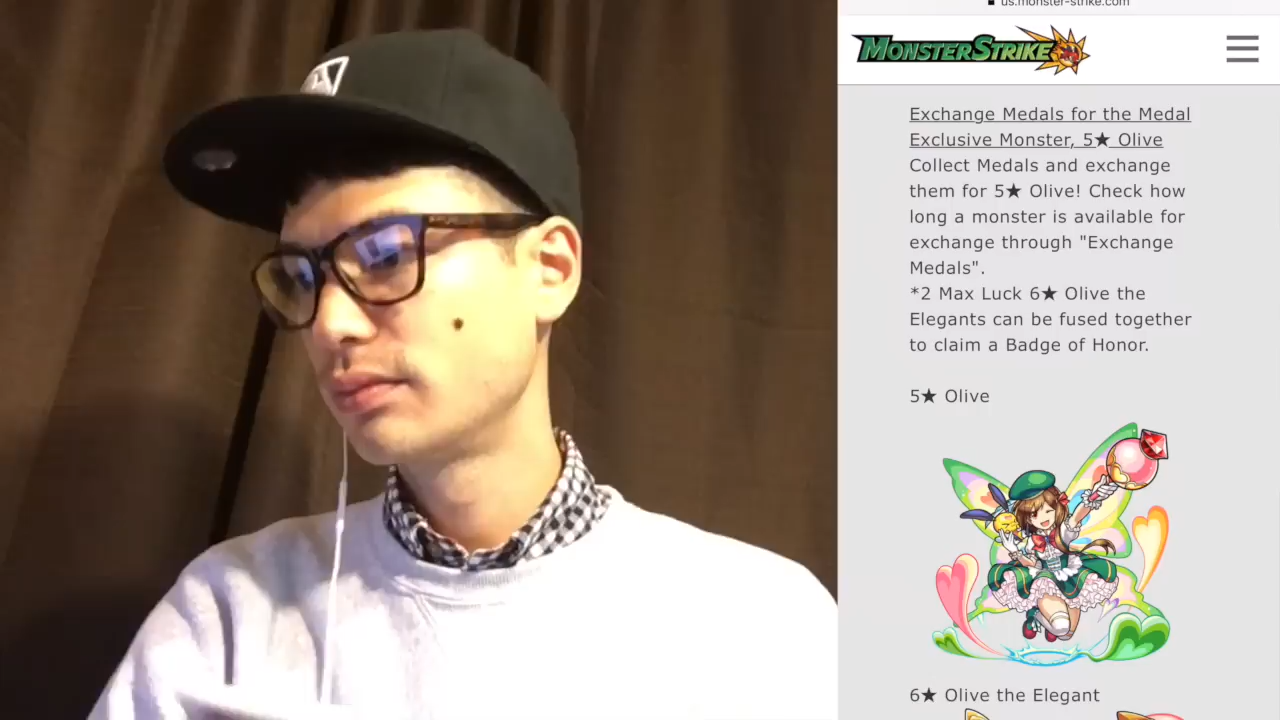 us.monster-strike.com
MONSTERSTRIKE
Exchange Medals for the Medal
Exclusive Monster, 5★ Olive
Collect Medals and exchange
them for 5★ Olive! Check how
long a monster is available for
exchange through "Exchange
Medals".
*2 Max Luck 6★ Olive the
Elegants can be fused together
to claim a Badge of Honor.
5★ Olive
6★ Olive the Elegant